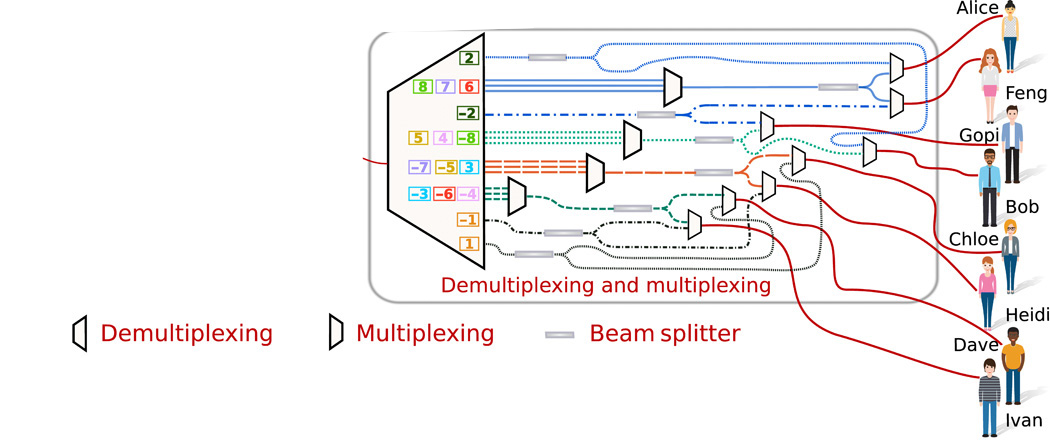 Alice
2
8 7 6
Feng
−2
Gopi
5 4 −8
−7 −5 3
−3 −6 −4
Bob
−1
Chloe
1
Demultiplexing and multiplexing
Heidi
Demultiplexing Multiplexing Beam splitter
Dave
Ivan